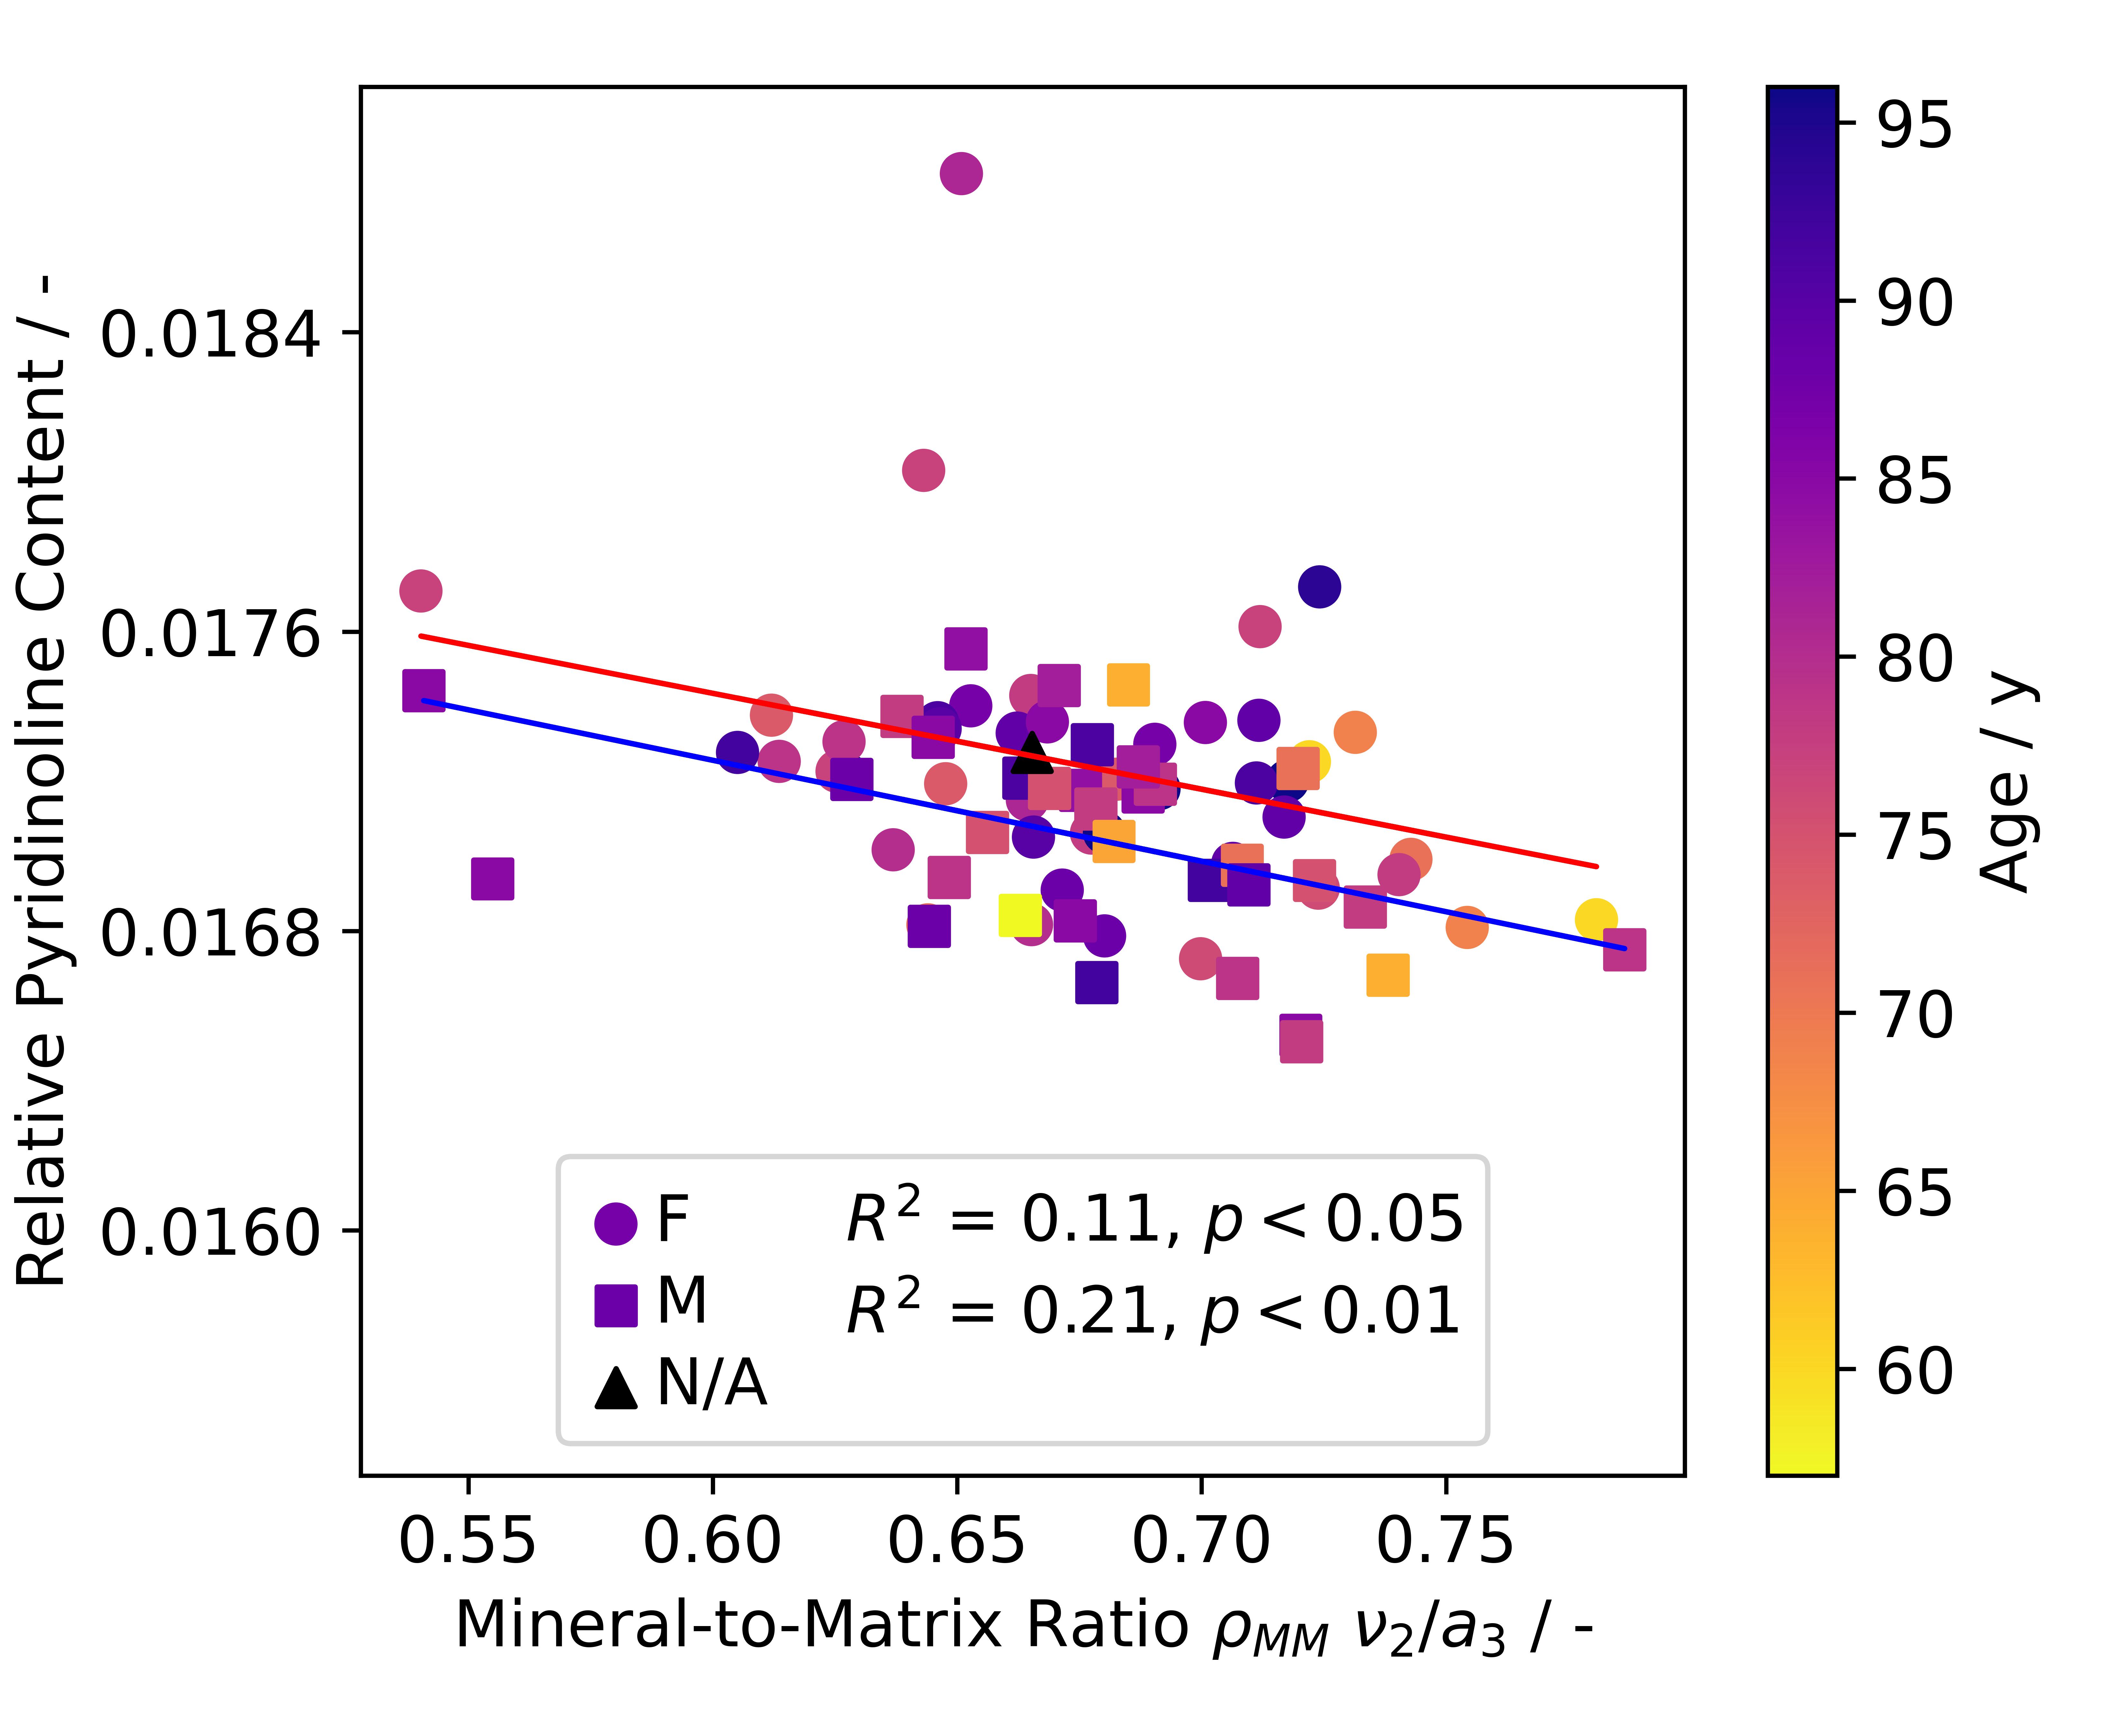 Relative Pyridinoline Content / -
0.0184
0.0176
0.0168
0.0160
F R² = 0.11, p < 0.05
M R² = 0.21, p < 0.01
N/A
0.55 0.60 0.65 0.70 0.75
Mineral-to-Matrix Ratio ρ_MM ν₂/a₃ / -
95
90
85
80
75
70
65
60
Age / y